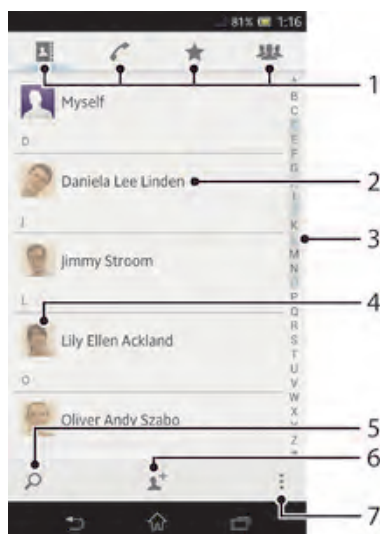 81% 1:16
1
Myself
B
C
D
E
F
G
Daniela Lee Linden
2
I
J
K
3
Jimmy Stroom
M
N
L
4
P
Q
R
Lily Ellen Ackland
S
T
U
O
V
W
X
Oliver Andy Szabo
Z
5
6
7